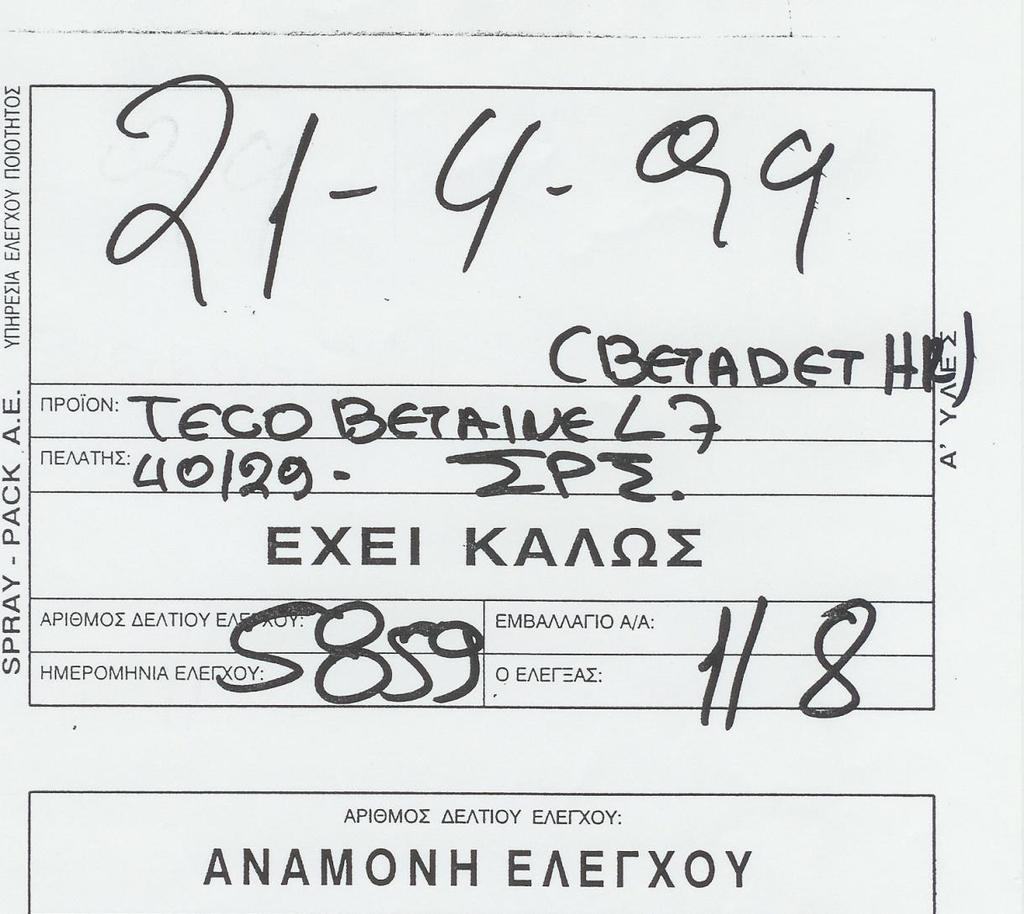 ΥΠΗΡΕΣΙΑ ΕΛΕΓΧΟΥ ΠΟΙΟΤΗΤΟΣ
SPRAY - PACK A.E.
21 - 4 - 99
(BETADET HR)
Α' ΥΛΕΣ
ΠΡΟΪΟΝ: TEGO BETAINE L7
ΠΕΛΑΤΗΣ: 40/29 - ΣΡΣ.
ΕΧΕΙ ΚΑΛΩΣ
ΑΡΙΘΜΟΣ ΔΕΛΤΙΟΥ ΕΛΕΓΧΟΥ: 5859
ΕΜΒΑΛΛΑΓΙΟ Α/Α: 1/8
ΗΜΕΡΟΜΗΝΙΑ ΕΛΕΓΧΟΥ:
Ο ΕΛΕΓΞΑΣ:
ΑΡΙΘΜΟΣ ΔΕΛΤΙΟΥ ΕΛΕΓΧΟΥ:
ΑΝΑΜΟΝΗ ΕΛΕΓΧΟΥ